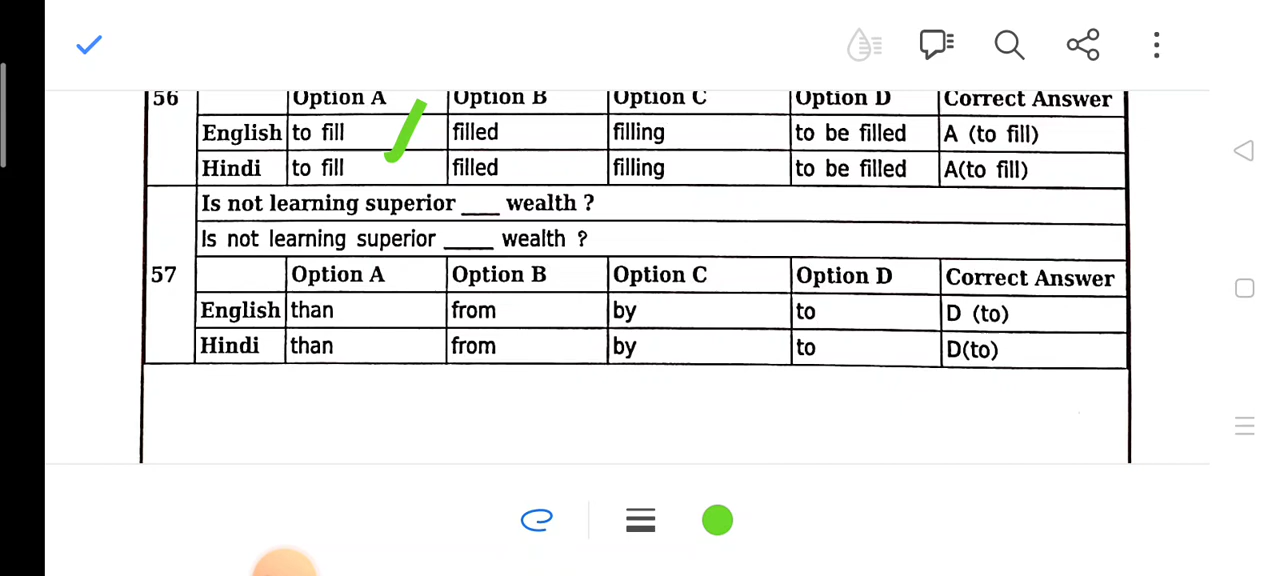 56 Option A Option B Option C Option D Correct Answer
English to fill filled filling to be filled A (to fill)
Hindi to fill filled filling to be filled A(to fill)
Is not learning superior ___ wealth ?
Is not learning superior ____ wealth ?
57 Option A Option B Option C Option D Correct Answer
English than from by to D (to)
Hindi than from by to D(to)